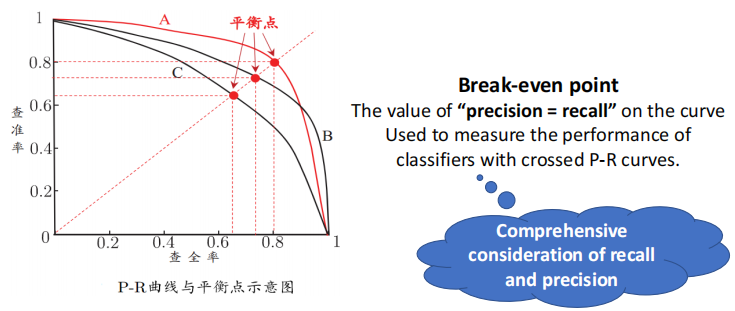 1
A
平衡点
0.8
C
0.6
查
准
率
B
0.4
0.2
0
0.2
0.4
0.6
0.8
1
查全率
P-R曲线与平衡点示意图
Break-even point
The value of “precision = recall” on the curve
Used to measure the performance of
classifiers with crossed P-R curves.
Comprehensive
consideration of recall
and precision